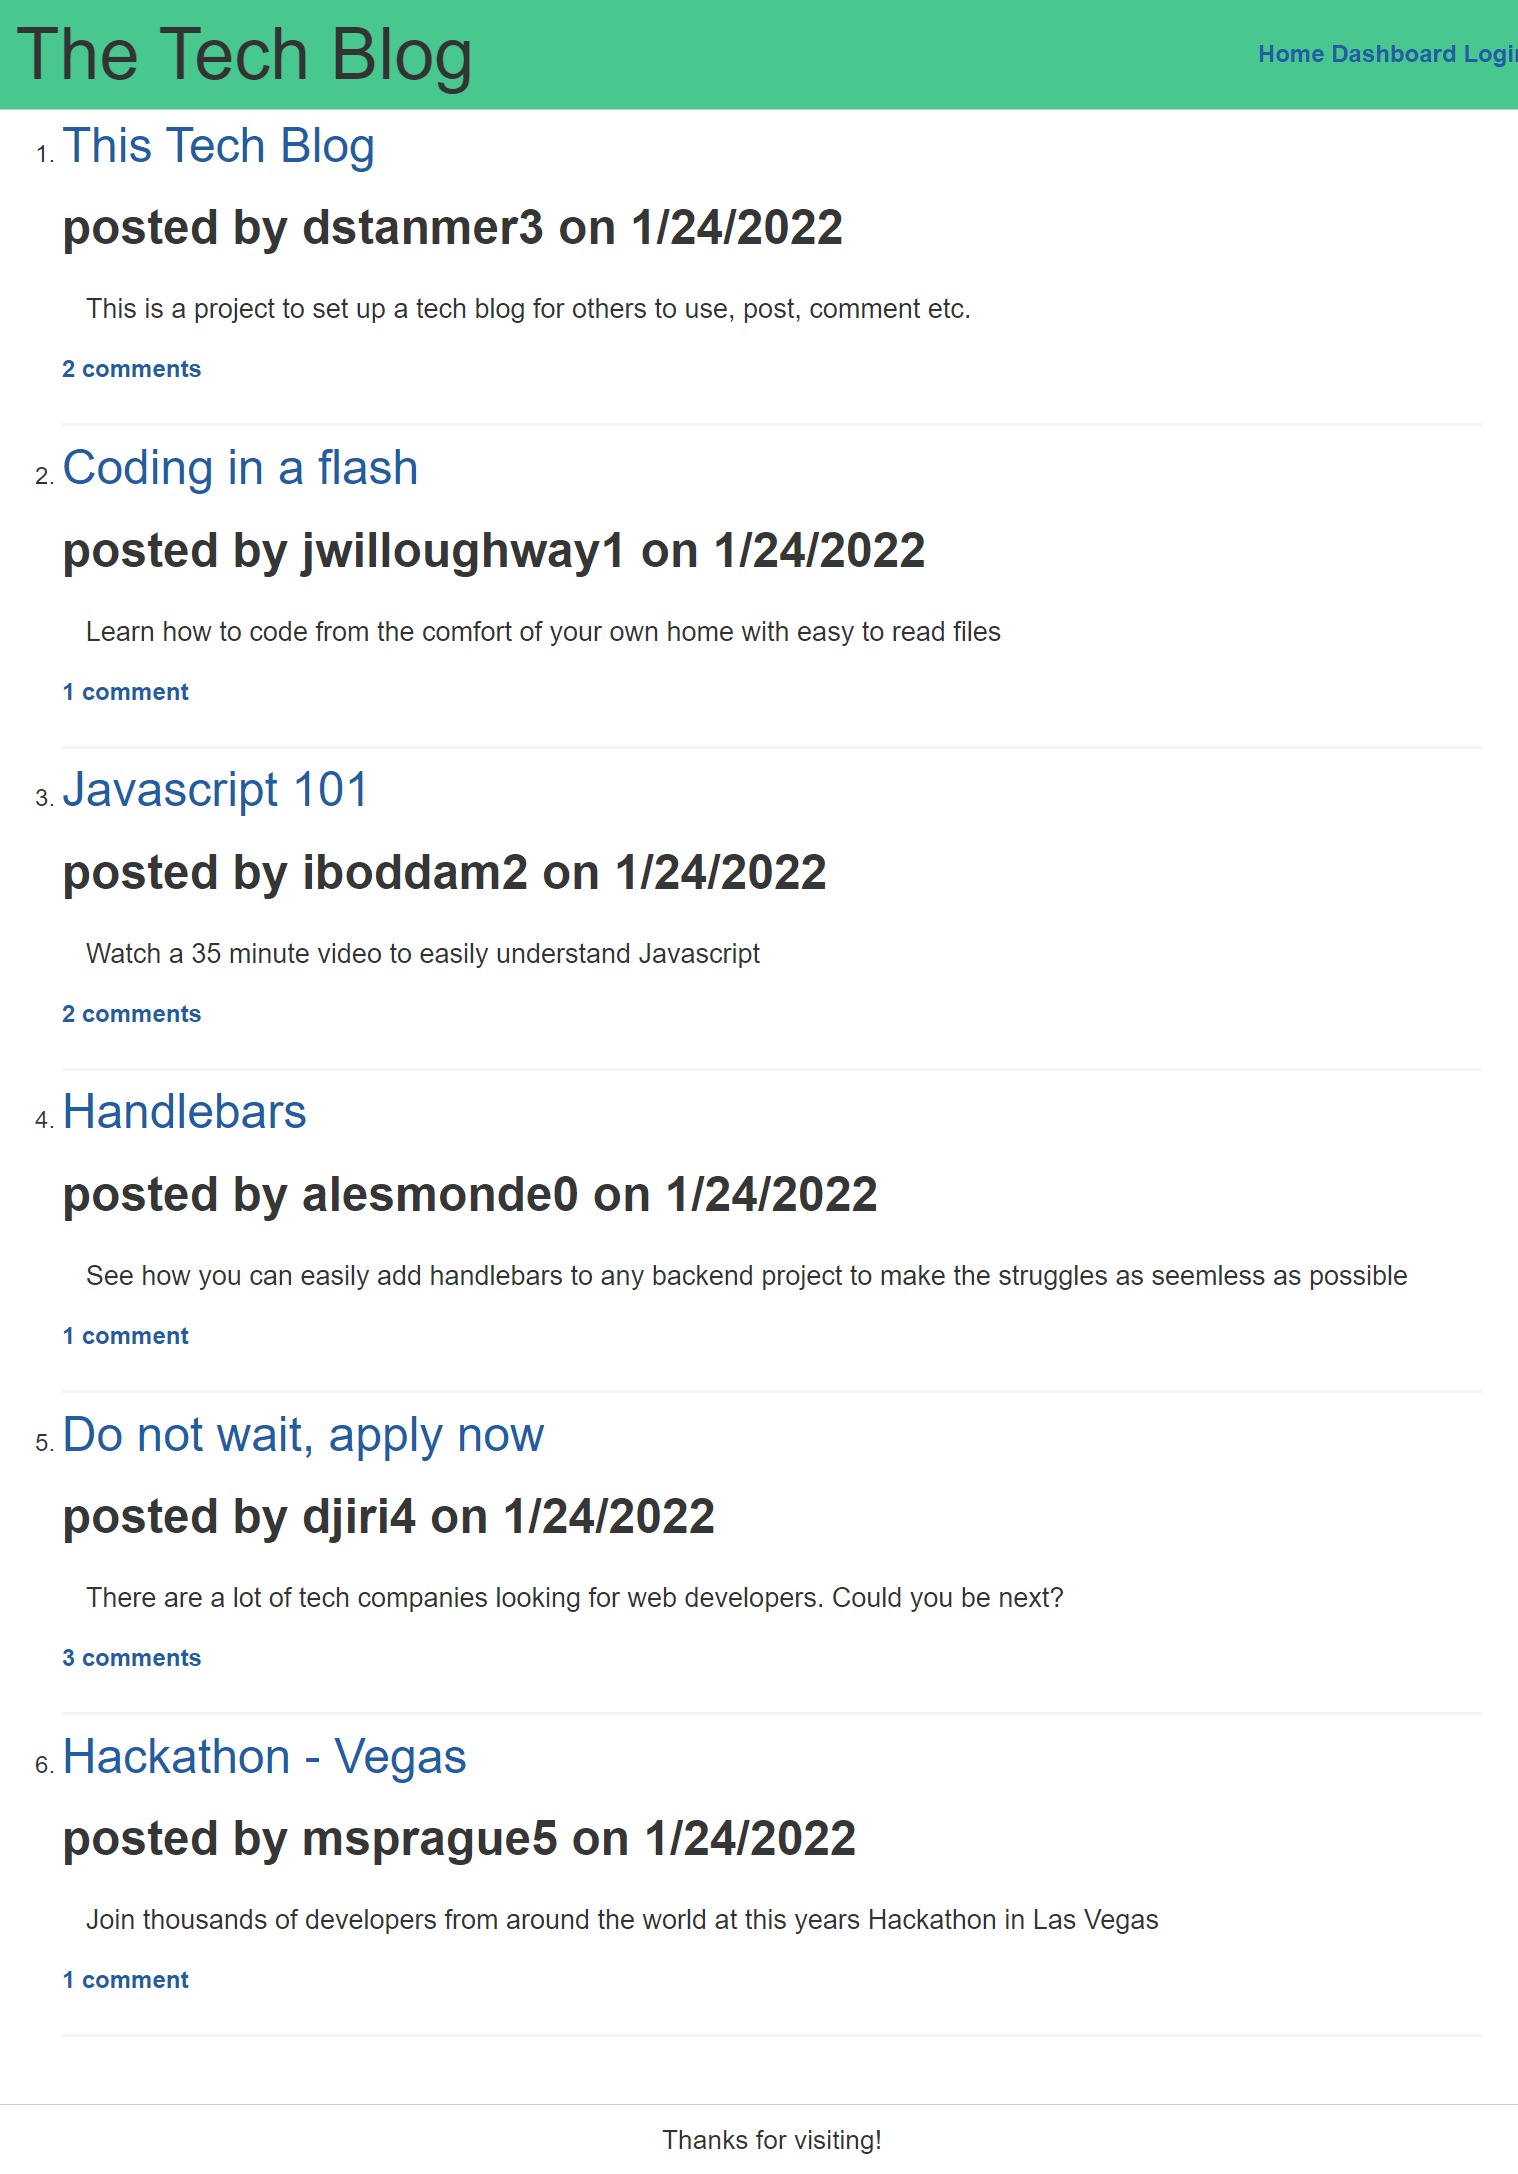 The Tech Blog
Home Dashboard Login
1. This Tech Blog
posted by dstanmer3 on 1/24/2022
This is a project to set up a tech blog for others to use, post, comment etc.
2 comments
2. Coding in a flash
posted by jwilloughway1 on 1/24/2022
Learn how to code from the comfort of your own home with easy to read files
1 comment
3. Javascript 101
posted by iboddam2 on 1/24/2022
Watch a 35 minute video to easily understand Javascript
2 comments
4. Handlebars
posted by alesmonde0 on 1/24/2022
See how you can easily add handlebars to any backend project to make the struggles as seemless as possible
1 comment
5. Do not wait, apply now
posted by djiri4 on 1/24/2022
There are a lot of tech companies looking for web developers. Could you be next?
3 comments
6. Hackathon - Vegas
posted by msprague5 on 1/24/2022
Join thousands of developers from around the world at this years Hackathon in Las Vegas
1 comment
Thanks for visiting!